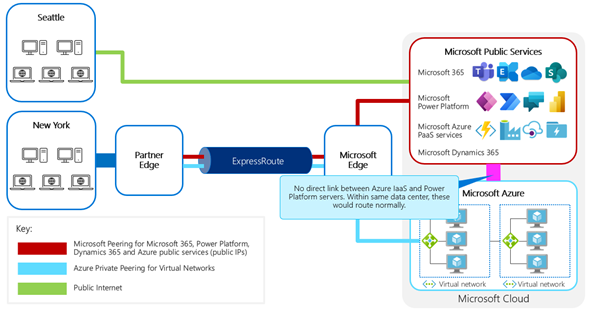 Seattle
Microsoft Public Services
Microsoft 365
Microsoft
Power Platform
Microsoft Azure
PaaS services
Microsoft Dynamics 365
New York
Partner
Edge
ExpressRoute
Microsoft
Edge
No direct link between Azure IaaS and Power
Platform servers. Within same data center, these
would route normally.
Microsoft Azure
Virtual network
Virtual network
Microsoft Cloud
Key:
Microsoft Peering for Microsoft 365, Power Platform,
Dynamics 365 and Azure public services (public IPs)
Azure Private Peering for Virtual Networks
Public Internet